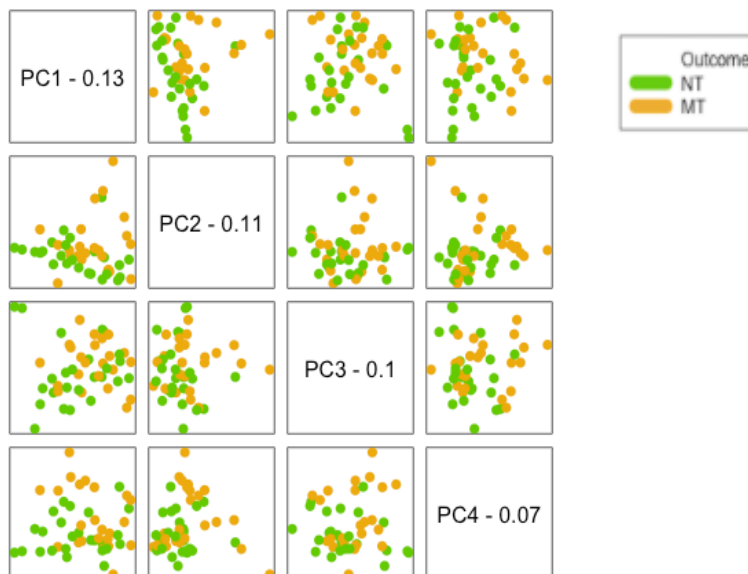 PC1 - 0.13
Outcome
NT
MT
PC2 - 0.11
PC3 - 0.1
PC4 - 0.07